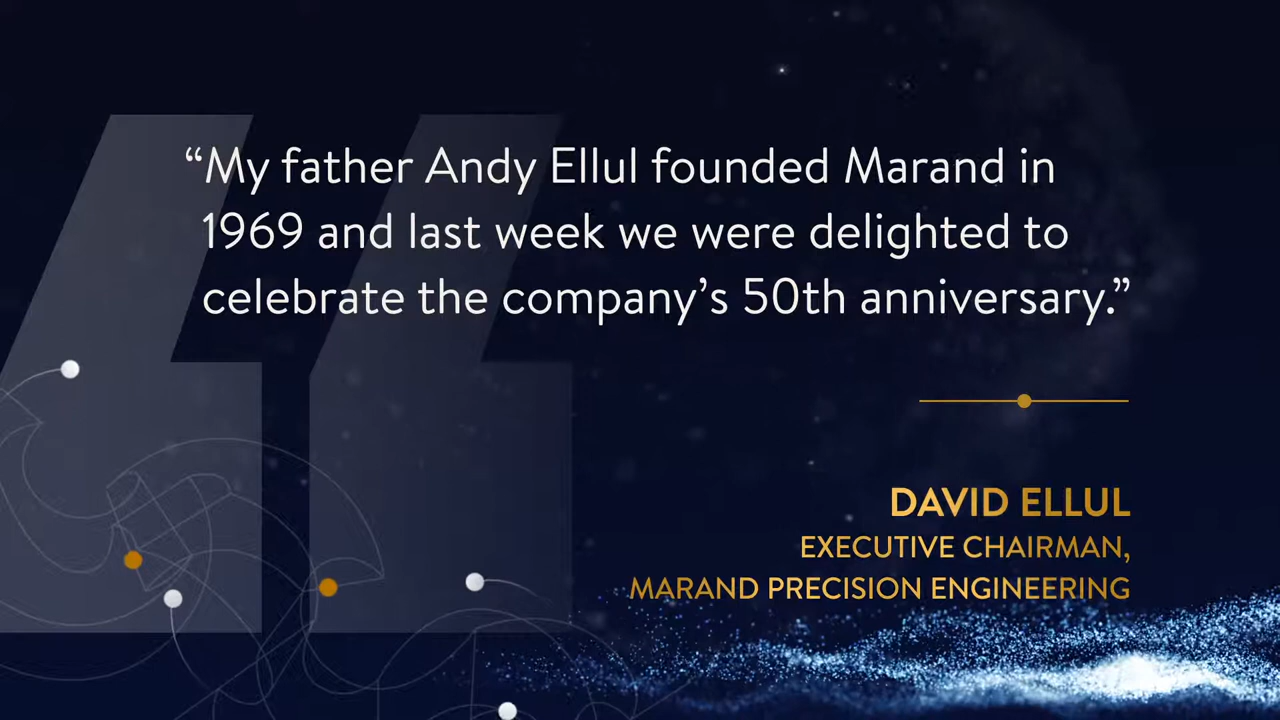 “My father Andy Ellul founded Marand in
1969 and last week we were delighted to
celebrate the company’s 50th anniversary.”
DAVID ELLUL
EXECUTIVE CHAIRMAN,
MARAND PRECISION ENGINEERING